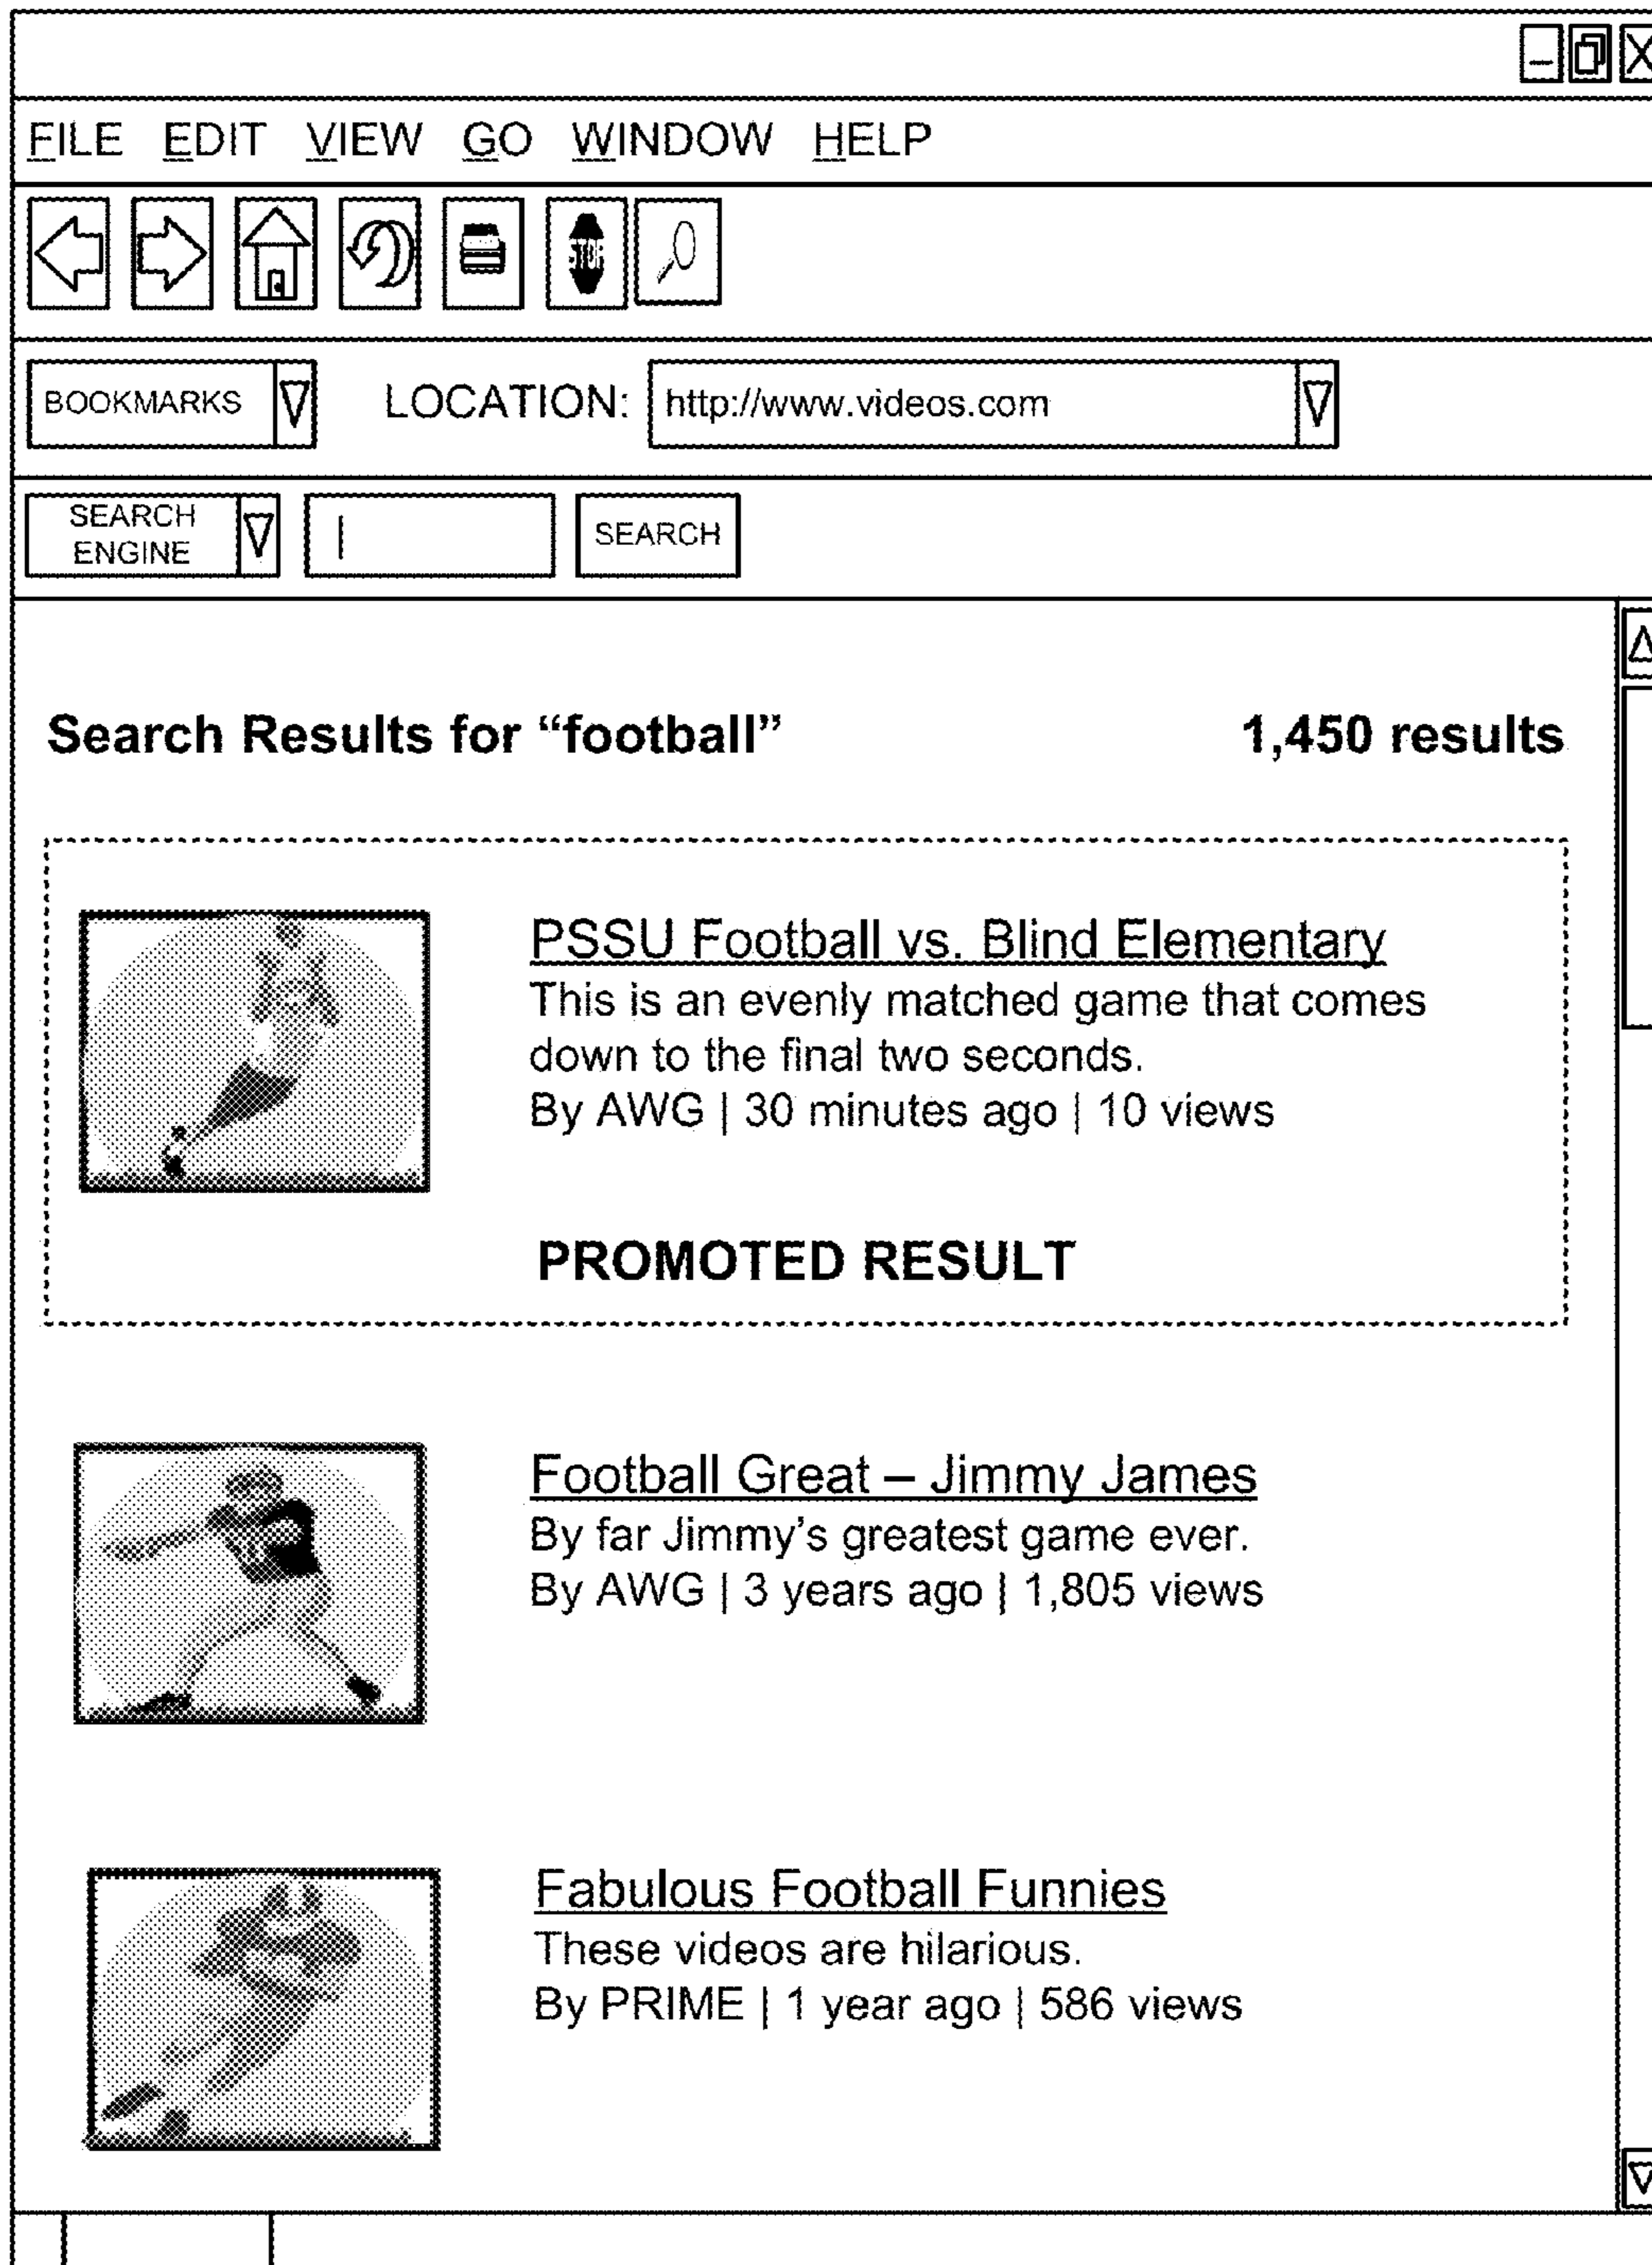 FILE EDIT VIEW GO WINDOW HELP
STOP
BOOKMARKS LOCATION: http://www.videos.com
SEARCH
ENGINE
SEARCH
Search Results for “football” 1,450 results
PSSU Football vs. Blind Elementary
This is an evenly matched game that comes
down to the final two seconds.
By AWG | 30 minutes ago | 10 views
PROMOTED RESULT
Football Great – Jimmy James
By far Jimmy’s greatest game ever.
By AWG | 3 years ago | 1,805 views
Fabulous Football Funnies
These videos are hilarious.
By PRIME | 1 year ago | 586 views